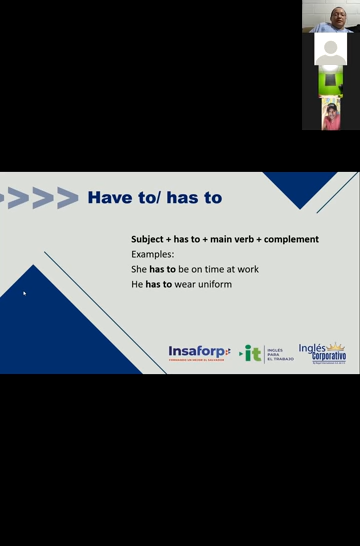 Have to/ has to
Subject + has to + main verb + complement
Examples:
She has to be on time at work
He has to wear uniform
Insaforp
it
INGLÉS
PARA
EL TRABAJO
Inglés
Corporativo